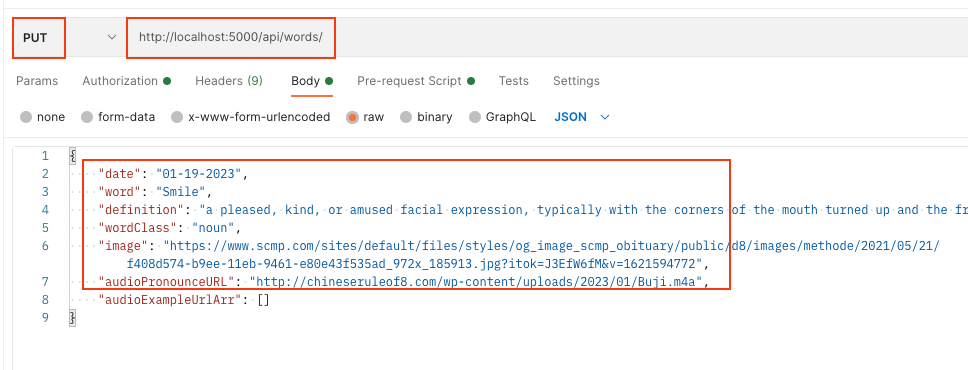 PUT http://localhost:5000/api/words/
Params Authorization Headers (9) Body Pre-request Script Tests Settings
none form-data x-www-form-urlencoded raw binary GraphQL JSON
1 {
2 "date": "01-19-2023",
3 "word": "Smile",
4 "definition": "a pleased, kind, or amused facial expression, typically with the corners of the mouth turned up and the fr
5 "wordClass": "noun",
6 "image": "https://www.scmp.com/sites/default/files/styles/og_image_scmp_obituary/public/d8/images/methode/2021/05/21/
f408d574-b9ee-11eb-9461-e80e43f535ad_972x_185913.jpg?itok=J3EfW6fM&v=1621594772",
7 "audioPronounceURL": "http://chineseruleof8.com/wp-content/uploads/2023/01/Buji.m4a",
8 "audioExampleUrlArr": []
9 }